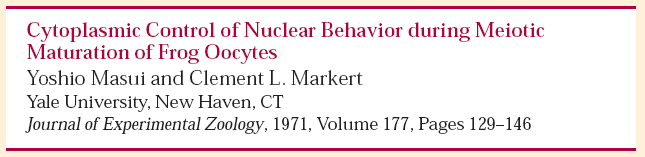 Cytoplasmic Control of Nuclear Behavior during Meiotic
Maturation of Frog Oocytes
Yoshio Masui and Clement L. Markert
Yale University, New Haven, CT
Journal of Experimental Zoology, 1971, Volume 177, Pages 129–146